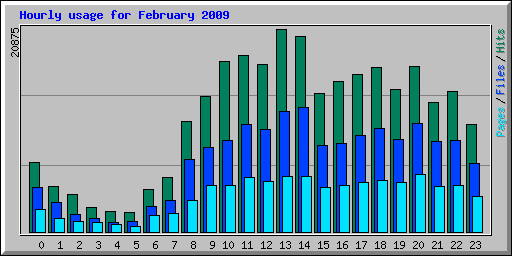 Hourly usage for February 2009
20875
Pages / Files / Hits
0 1 2 3 4 5 6 7 8 9 10 11 12 13 14 15 16 17 18 19 20 21 22 23